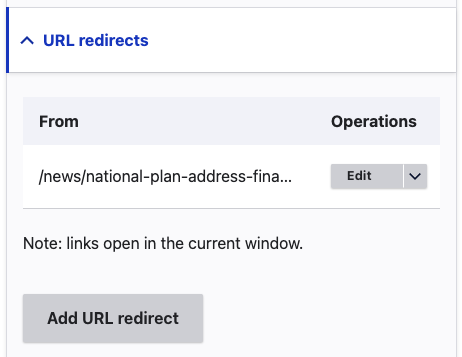 URL redirects
From Operations
/news/national-plan-address-fina... Edit
Note: links open in the current window.
Add URL redirect